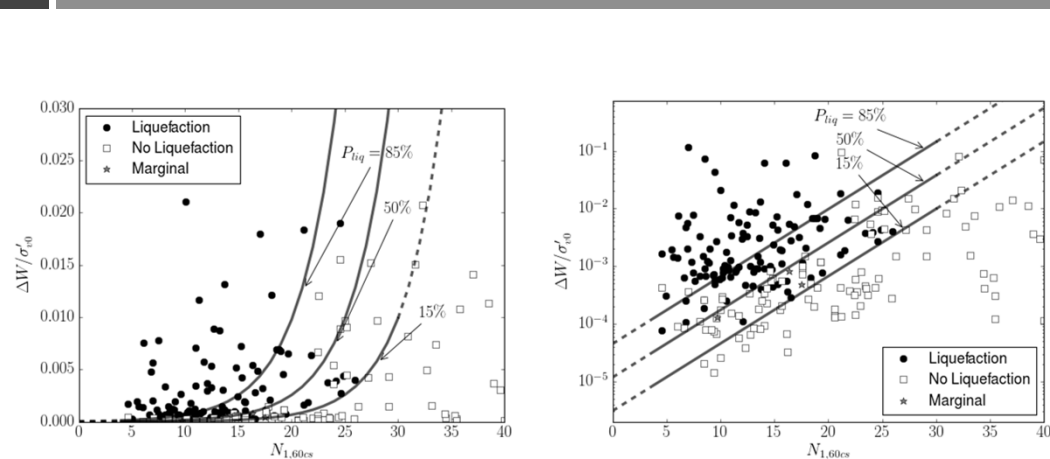 0.030
0.025
0.020
0.015
0.010
0.005
0.000
ΔW/σ′v0
Liquefaction
No Liquefaction
Marginal
Pliq = 85%
50%
15%
0 5 10 15 20 25 30 35 40
N1,60cs
10−1
10−2
10−3
10−4
10−5
ΔW/σ′v0
Pliq = 85%
50%
15%
Liquefaction
No Liquefaction
Marginal
0 5 10 15 20 25 30 35 40
N1,60cs